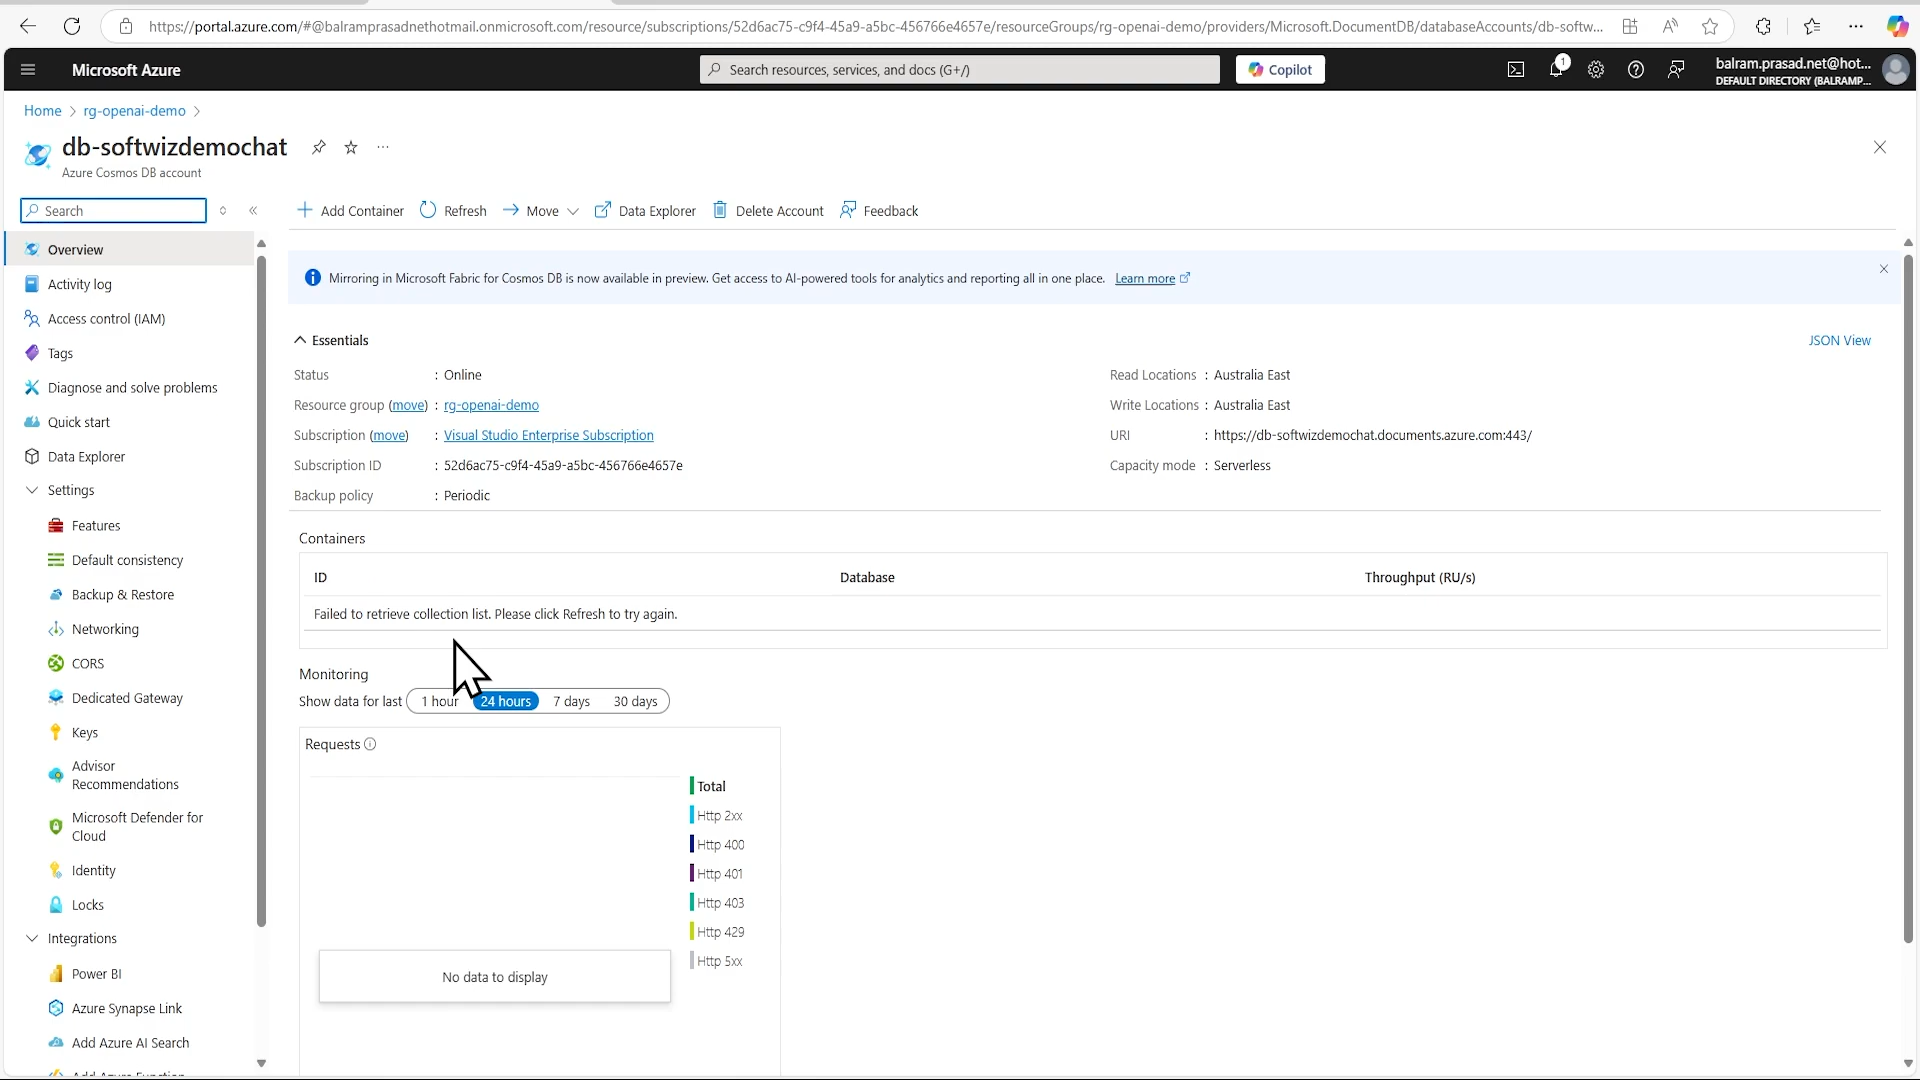 https://portal.azure.com/#@balramprasadnethotmail.onmicrosoft.com/resource/subscriptions/52d6ac75-c9f4-45a9-a5bc-456766e4657e/resourceGroups/rg-openai-demo/providers/Microsoft.DocumentDB/databaseAccounts/db-softw...
Microsoft Azure
Search resources, services, and docs (G+/)
Copilot
1
balram.prasad.net@hot...
DEFAULT DIRECTORY (BALRAMP...
Home > rg-openai-demo >
db-softwizdemochat
Azure Cosmos DB account
Search
Add Container
Refresh
Move
Data Explorer
Delete Account
Feedback
Overview
Activity log
Access control (IAM)
Tags
Diagnose and solve problems
Quick start
Data Explorer
Settings
Features
Default consistency
Backup & Restore
Networking
CORS
Dedicated Gateway
Keys
Advisor
Recommendations
Microsoft Defender for
Cloud
Identity
Locks
Integrations
Power BI
Azure Synapse Link
Add Azure AI Search
Add Azure Function
Mirroring in Microsoft Fabric for Cosmos DB is now available in preview. Get access to AI-powered tools for analytics and reporting all in one place. Learn more
Essentials
JSON View
Status : Online
Resource group (move) : rg-openai-demo
Subscription (move) : Visual Studio Enterprise Subscription
Subscription ID : 52d6ac75-c9f4-45a9-a5bc-456766e4657e
Backup policy : Periodic
Read Locations : Australia East
Write Locations : Australia East
URI : https://db-softwizdemochat.documents.azure.com:443/
Capacity mode : Serverless
Containers
ID Database Throughput (RU/s)
Failed to retrieve collection list. Please click Refresh to try again.
Monitoring
Show data for last 1 hour 24 hours 7 days 30 days
Requests
Total
Http 2xx
Http 400
Http 401
Http 403
Http 429
Http 5xx
No data to display